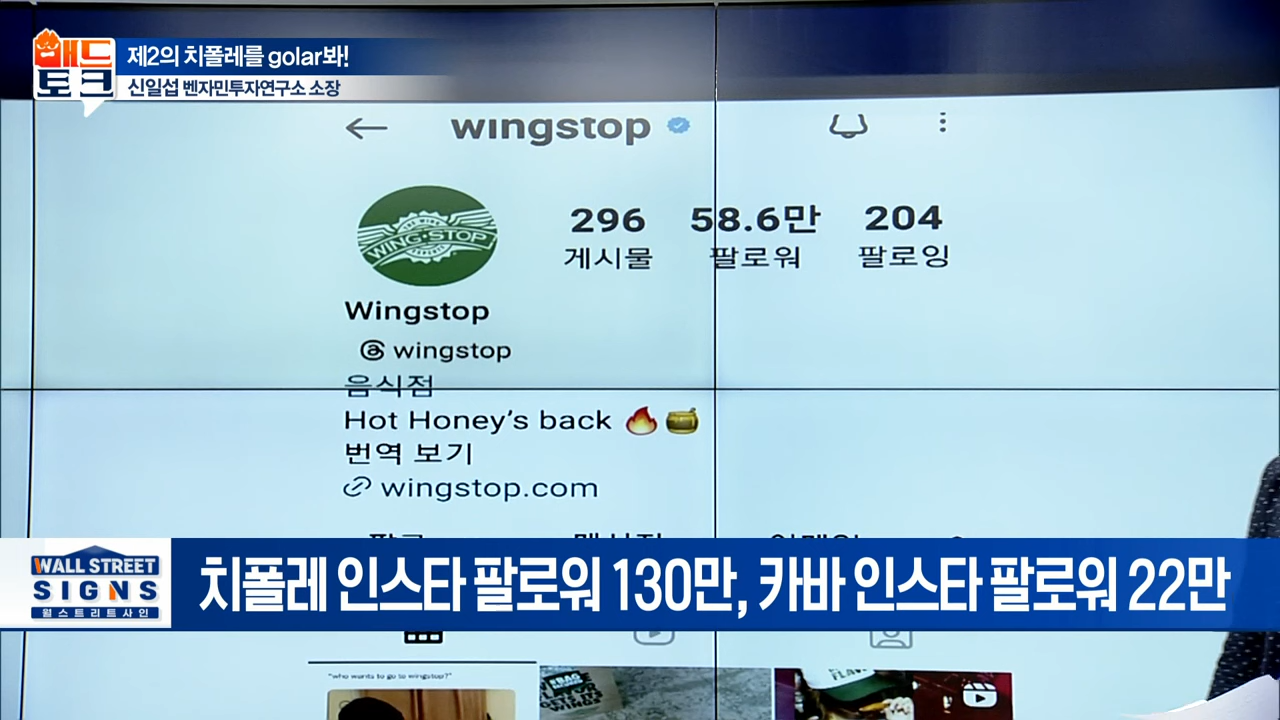 배드
토크
제2의 치폴레를 golar봐!
신일섭 벤자민투자연구소 소장
wingstop
WING·STOP
296 58.6만 204
게시물 팔로워 팔로잉
Wingstop
wingstop
음식점
Hot Honey's back 🔥🍯
번역 보기
wingstop.com
WALL STREET
SIGNS
월스트리트사인
치폴레 인스타 팔로워 130만, 카바 인스타 팔로워 22만
"who wants to go to wingstop?"